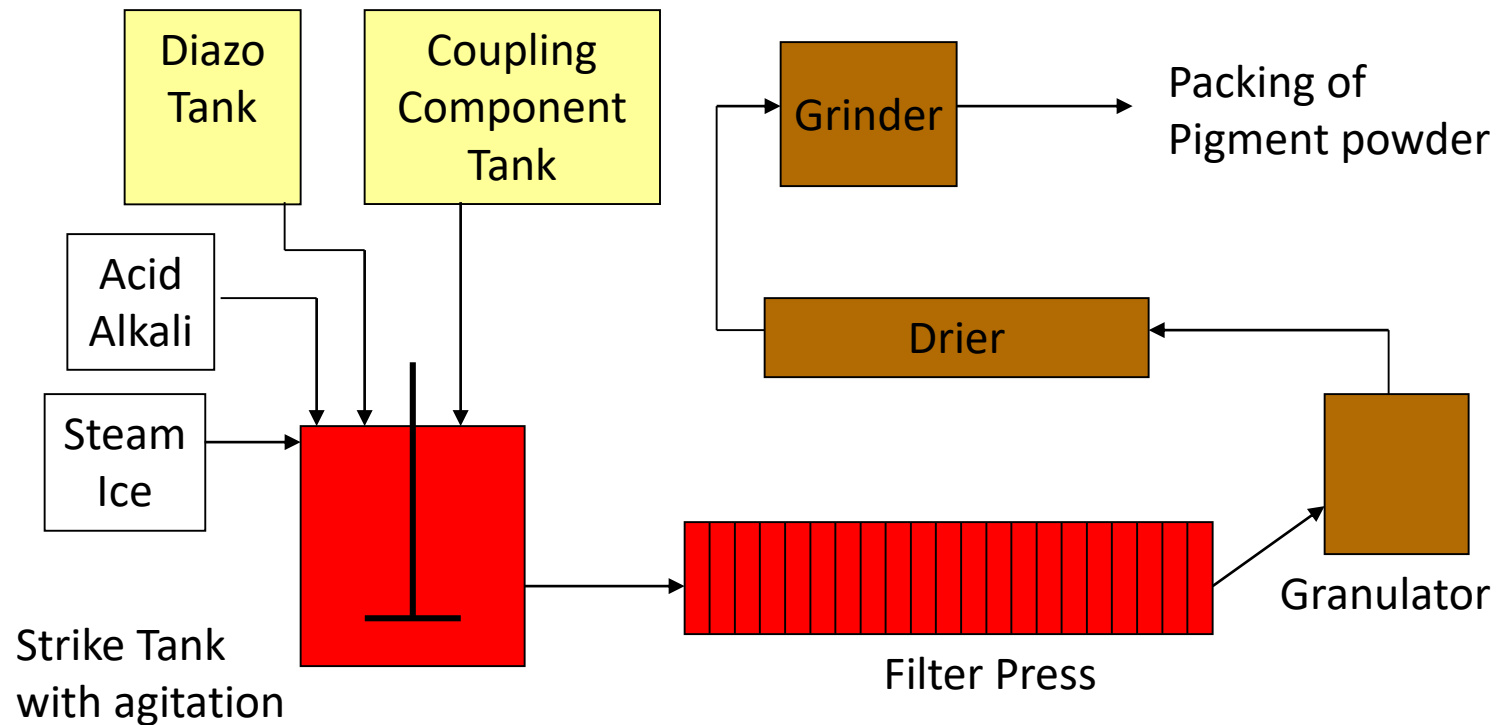 Diazo
Tank
Coupling
Component
Tank
Grinder
Packing of
Pigment powder
Acid
Alkali
Drier
Steam
Ice
Granulator
Strike Tank
with agitation
Filter Press